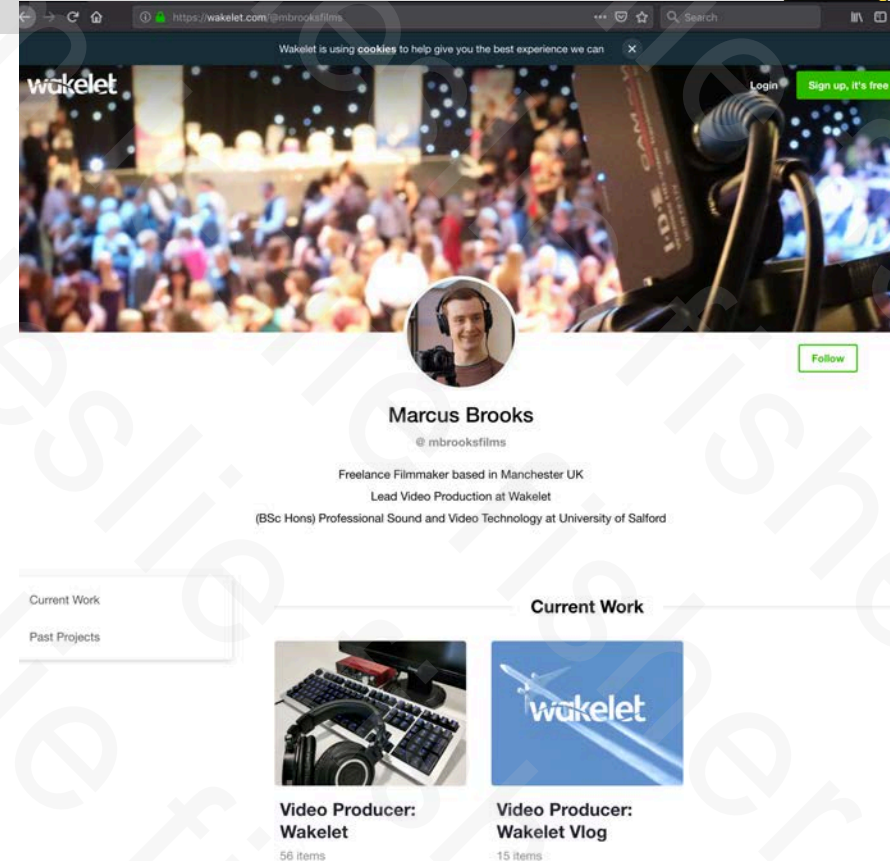 https://wakelet.com/@mbrooksfilms
Search
Wakelet is using cookies to help give you the best experience we can
wakelet
Login
Sign up, it's free
Follow
Marcus Brooks
@ mbrooksfilms
Freelance Filmmaker based in Manchester UK
Lead Video Production at Wakelet
(BSc Hons) Professional Sound and Video Technology at University of Salford
Current Work
Past Projects
Current Work
wakelet
Video Producer:
Wakelet
56 items
Video Producer:
Wakelet Vlog
15 items